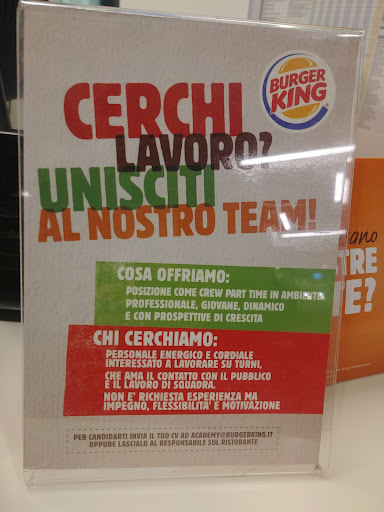 BURGER
KING
CERCHI
LAVORO?
UNISCITI
AL NOSTRO TEAM!
COSA OFFRIAMO:
POSIZIONE COME CREW PART TIME IN AMBIENTE
PROFESSIONALE, GIOVANE, DINAMICO
E CON PROSPETTIVE DI CRESCITA
CHI CERCHIAMO:
PERSONALE ENERGICO E CORDIALE
INTERESSATO A LAVORARE SU TURNI,
CHE AMA IL CONTATTO CON IL PUBBLICO
E IL LAVORO DI SQUADRA.
NON E' RICHIESTA ESPERIENZA MA
IMPEGNO, FLESSIBILITA' E MOTIVAZIONE
PER CANDIDARTI INVIA IL TUO CV AD ACADEMY@BURGERKING.IT
OPPURE LASCIALO AL RESPONSABILE SUL RISTORANTE
ano
TRE
E?